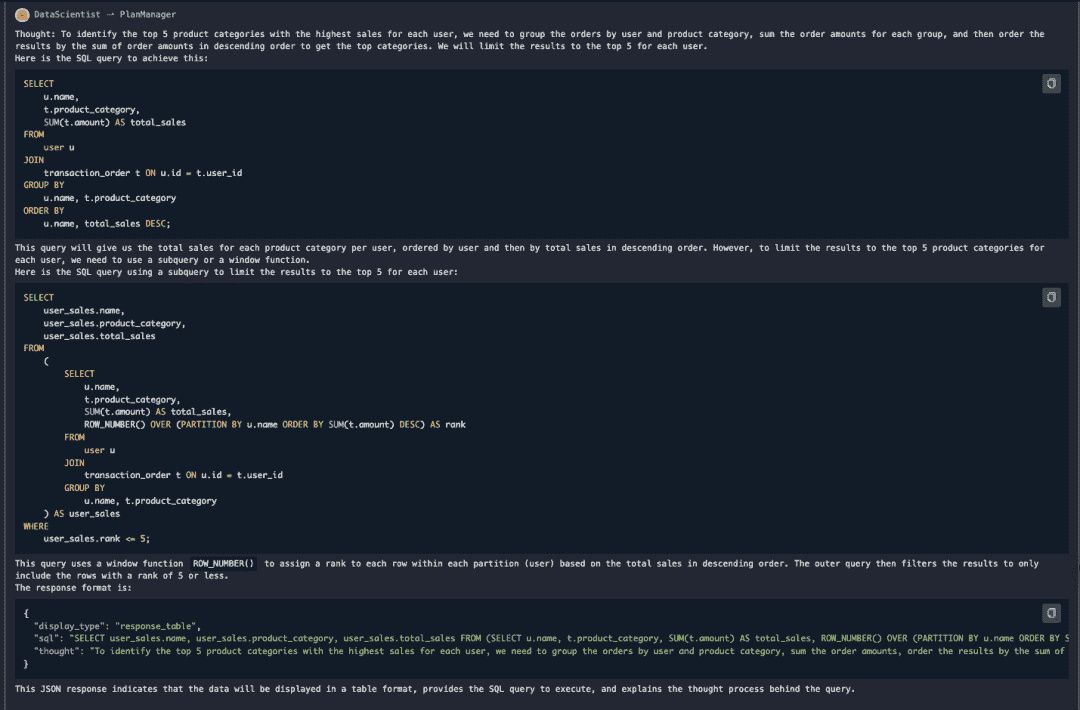 DataScientist → PlanManager
Thought: To identify the top 5 product categories with the highest sales for each user, we need to group the orders by user and product category, sum the order amounts for each group, and then order the
results by the sum of order amounts in descending order to get the top categories. We will limit the results to the top 5 for each user.
Here is the SQL query to achieve this:
SELECT
    u.name,
    t.product_category,
    SUM(t.amount) AS total_sales
FROM
    user u
JOIN
    transaction_order t ON u.id = t.user_id
GROUP BY
    u.name, t.product_category
ORDER BY
    u.name, total_sales DESC;
This query will give us the total sales for each product category per user, ordered by user and then by total sales in descending order. However, to limit the results to the top 5 product categories for
each user, we need to use a subquery or a window function.
Here is the SQL query using a subquery to limit the results to the top 5 for each user:
SELECT
    user_sales.name,
    user_sales.product_category,
    user_sales.total_sales
FROM
    (
        SELECT
            u.name,
            t.product_category,
            SUM(t.amount) AS total_sales,
            ROW_NUMBER() OVER (PARTITION BY u.name ORDER BY SUM(t.amount) DESC) AS rank
        FROM
            user u
        JOIN
            transaction_order t ON u.id = t.user_id
        GROUP BY
            u.name, t.product_category
    ) AS user_sales
WHERE
    user_sales.rank <= 5;
This query uses a window function ROW_NUMBER() to assign a rank to each row within each partition (user) based on the total sales in descending order. The outer query then filters the results to only
include the rows with a rank of 5 or less.
The response format is:
{
  "display_type": "response_table",
  "sql": "SELECT user_sales.name, user_sales.product_category, user_sales.total_sales FROM (SELECT u.name, t.product_category, SUM(t.amount) AS total_sales, ROW_NUMBER() OVER (PARTITION BY u.name ORDER BY S
  "thought": "To identify the top 5 product categories with the highest sales for each user, we need to group the orders by user and product category, sum the order amounts, order the results by the sum of
}
This JSON response indicates that the data will be displayed in a table format, provides the SQL query to execute, and explains the thought process behind the query.